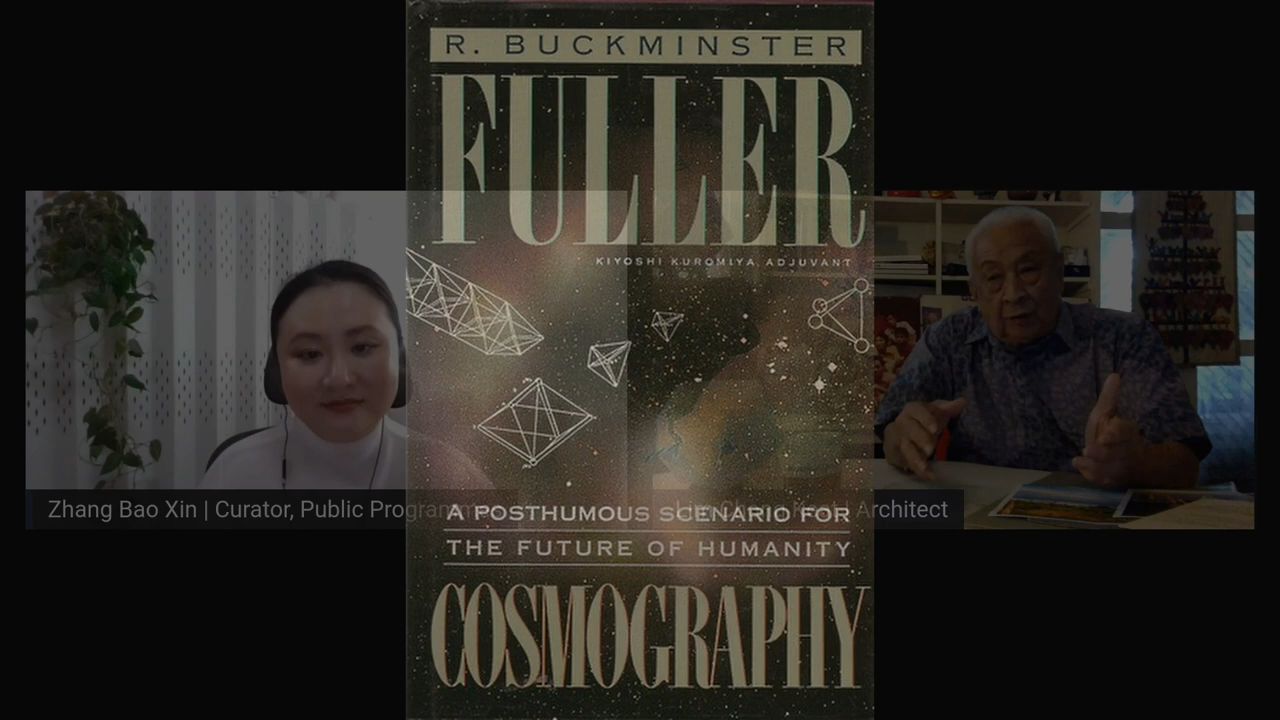 R. BUCKMINSTER
FULLER
KIYOSHI KUROMIYA ADJUVANT
Zhang Bao Xin | Curator, Public Programmes
Architect
A POSTHUMOUS SCENARIO FOR
THE FUTURE OF HUMANITY
COSMOGRAPHY